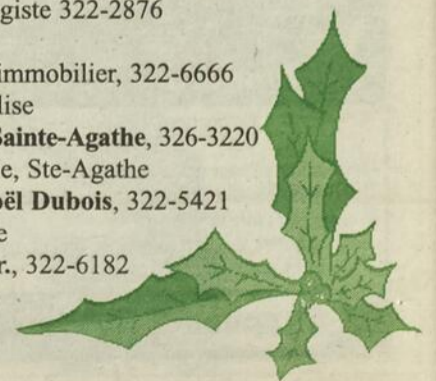 giste 322-2876
immobilier, 322-6666
lise
Sainte-Agathe, 326-3220
e, Ste-Agathe
oël Dubois, 322-5421
e
r., 322-6182